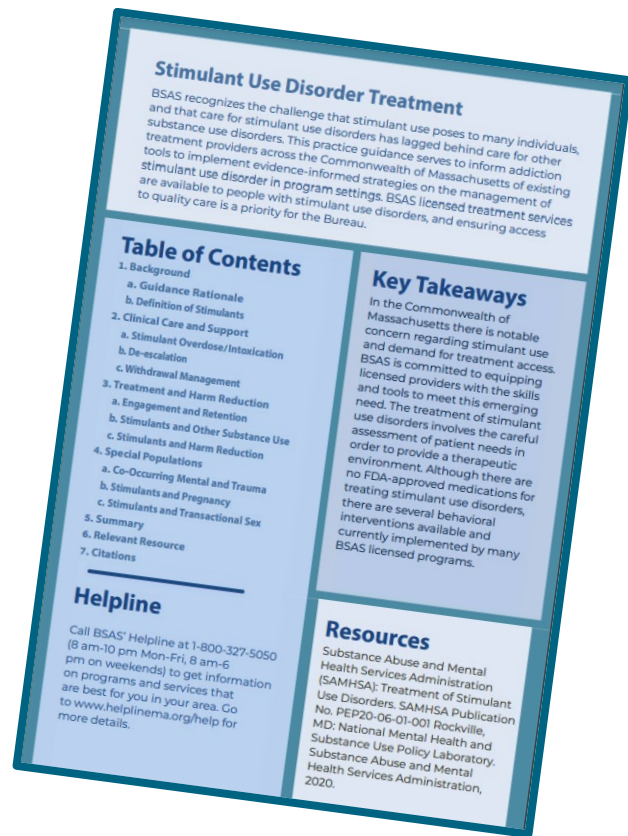 Stimulant Use Disorder Treatment
BSAS recognizes the challenge that stimulant use poses to many individuals,
and that care for stimulant use disorders has lagged behind care for other
substance use disorders. This practice guidance serves to inform addiction
treatment providers across the Commonwealth of Massachusetts of existing
tools to implement evidence-informed strategies on the management of
stimulant use disorder in program settings. BSAS licensed treatment services
are available to people with stimulant use disorders, and ensuring access
to quality care is a priority for the Bureau.
Table of Contents
1. Background
a. Guidance Rationale
b. Definition of Stimulants
2. Clinical Care and Support
a. Stimulant Overdose/Intoxication
b. De-escalation
c. Withdrawal Management
3. Treatment and Harm Reduction
a. Engagement and Retention
b. Stimulants and Other Substance Use
c. Stimulants and Harm Reduction
4. Special Populations
a. Co-Occurring Mental and Trauma
b. Stimulants and Pregnancy
c. Stimulants and Transactional Sex
5. Summary
6. Relevant Resource
7. Citations
Helpline
Call BSAS' Helpline at 1-800-327-5050
(8 am-10 pm Mon-Fri, 8 am-6
pm on weekends) to get information
on programs and services that
are best for you in your area. Go
to www.helplinema.org/help for
more details.
Key Takeaways
In the Commonwealth of
Massachusetts there is notable
concern regarding stimulant use
and demand for treatment access.
BSAS is committed to equipping
licensed providers with the skills
and tools to meet this emerging
need. The treatment of stimulant
use disorders involves the careful
assessment of patient needs in
order to provide a therapeutic
environment. Although there are
no FDA-approved medications for
treating stimulant use disorders,
there are several behavioral
interventions available and
currently implemented by many
BSAS licensed programs.
Resources
Substance Abuse and Mental
Health Services Administration
(SAMHSA): Treatment of Stimulant
Use Disorders. SAMHSA Publication
No. PEP20-06-01-001 Rockville,
MD: National Mental Health and
Substance Use Policy Laboratory.
Substance Abuse and Mental
Health Services Administration,
2020.